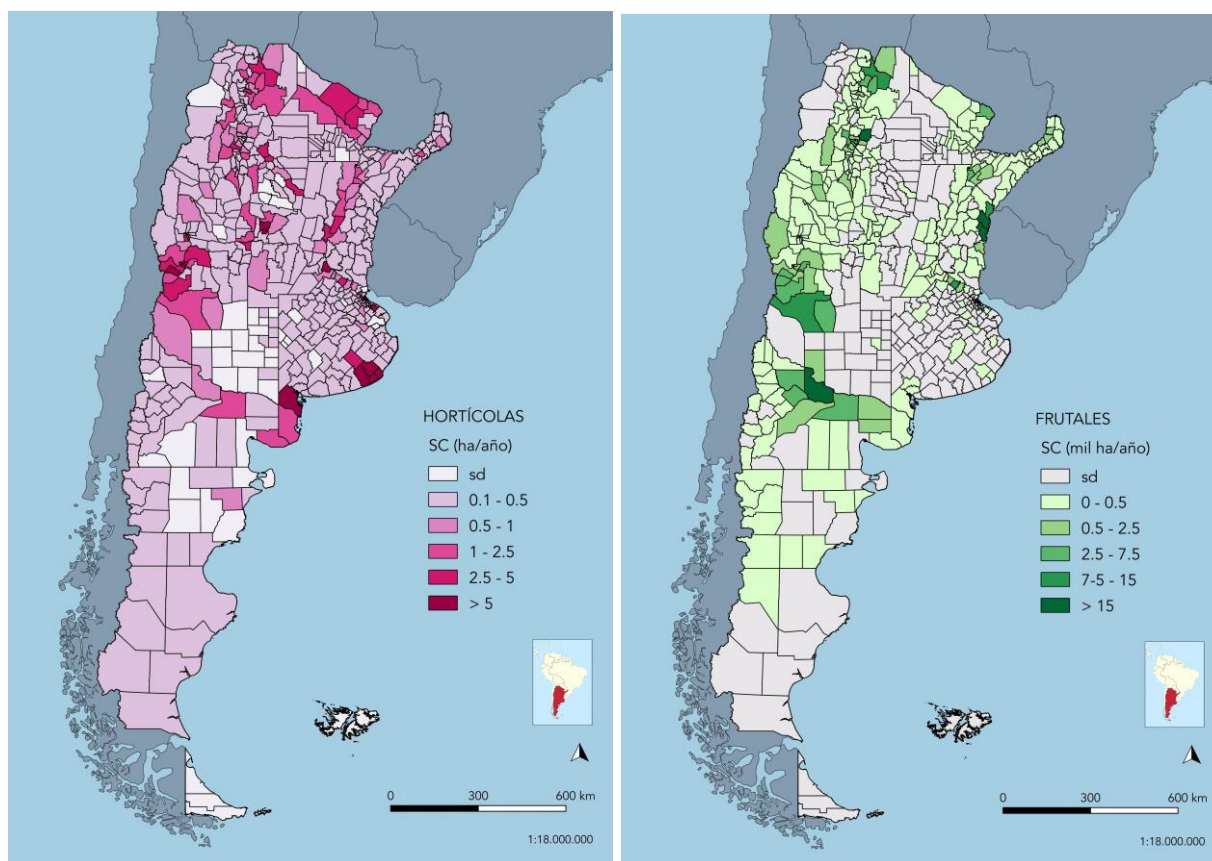 HORTÍCOLAS
SC (ha/año)
sd
0.1 - 0.5
0.5 - 1
1 - 2.5
2.5 - 5
> 5
0 300 600 km
1:18.000.000
FRUTALES
SC (mil ha/año)
sd
0 - 0.5
0.5 - 2.5
2.5 - 7.5
7-5 - 15
> 15
0 300 600 km
1:18.000.000